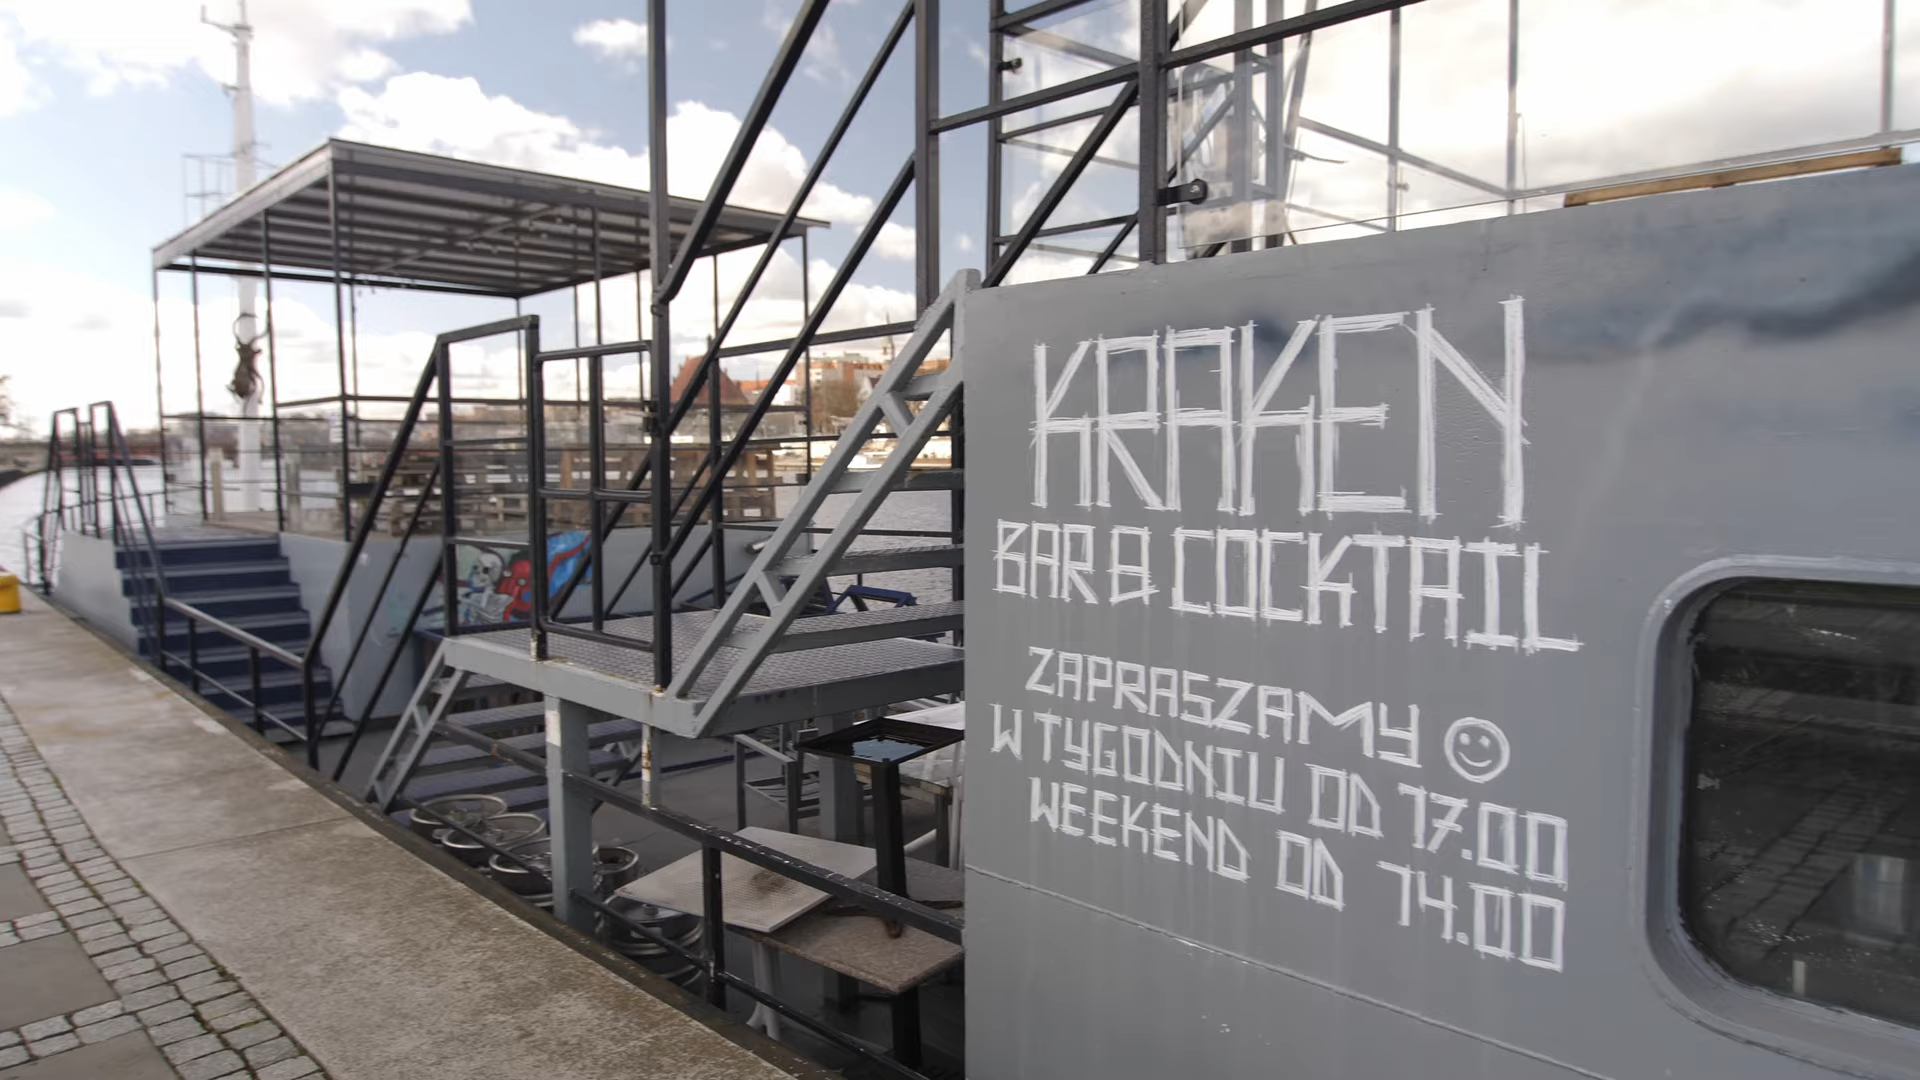 KRAKEN
BAR & COCKTAIL
ZAPRASZAMY
W TYGODNIU OD 17.00
WEEKEND OD 14.00